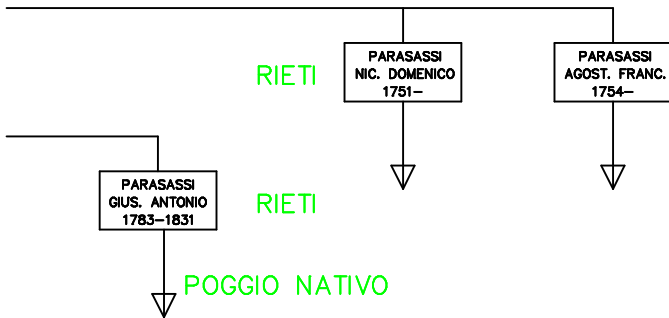 RIETI
PARASASSI
NIC. DOMENICO
1751-
PARASASSI
AGOST. FRANC.
1754-
PARASASSI
GIUS. ANTONIO
1783-1831
RIETI
POGGIO NATIVO